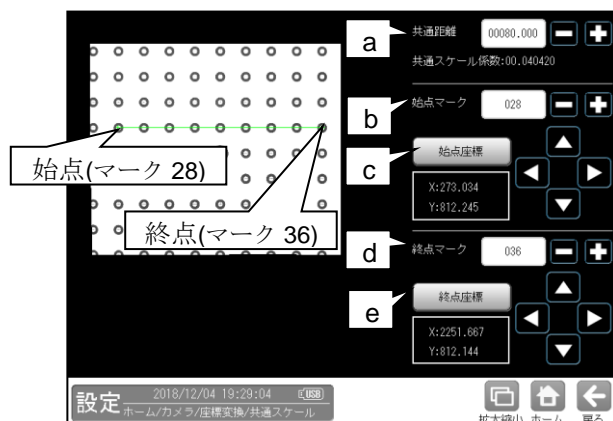 a
共通距離
00080.000
共通スケール係数:00.040420
b
始点マーク
028
c
始点座標
X:273.034
Y:812.245
始点(マーク 28)
終点(マーク 36)
d
終点マーク
036
e
終点座標
X:2251.667
Y:812.144
設定
2018/12/04 19:29:04
USB
ホーム/カメラ/座標変換/共通スケール
拡大縮小
ホーム
戻る